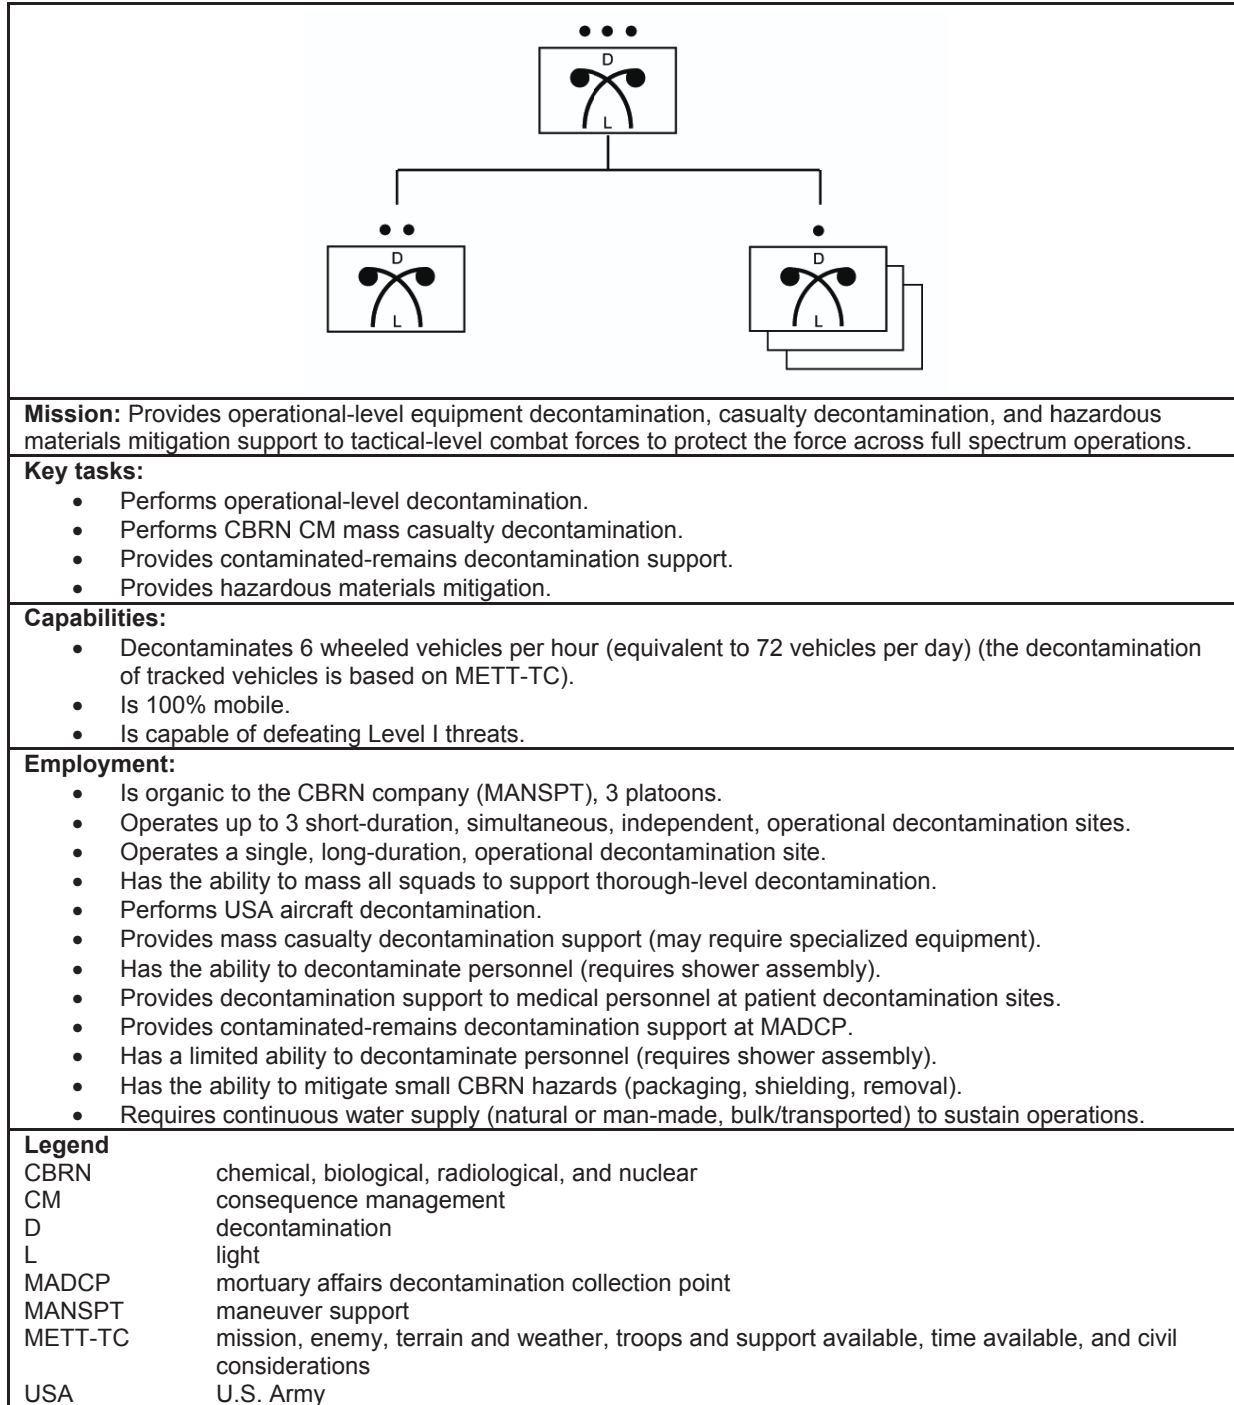 D
L
D
L
D
L
Mission: Provides operational-level equipment decontamination, casualty decontamination, and hazardous
materials mitigation support to tactical-level combat forces to protect the force across full spectrum operations.
Key tasks:
• Performs operational-level decontamination.
• Performs CBRN CM mass casualty decontamination.
• Provides contaminated-remains decontamination support.
• Provides hazardous materials mitigation.
Capabilities:
• Decontaminates 6 wheeled vehicles per hour (equivalent to 72 vehicles per day) (the decontamination
of tracked vehicles is based on METT-TC).
• Is 100% mobile.
• Is capable of defeating Level I threats.
Employment:
• Is organic to the CBRN company (MANSPT), 3 platoons.
• Operates up to 3 short-duration, simultaneous, independent, operational decontamination sites.
• Operates a single, long-duration, operational decontamination site.
• Has the ability to mass all squads to support thorough-level decontamination.
• Performs USA aircraft decontamination.
• Provides mass casualty decontamination support (may require specialized equipment).
• Has the ability to decontaminate personnel (requires shower assembly).
• Provides decontamination support to medical personnel at patient decontamination sites.
• Provides contaminated-remains decontamination support at MADCP.
• Has a limited ability to decontaminate personnel (requires shower assembly).
• Has the ability to mitigate small CBRN hazards (packaging, shielding, removal).
• Requires continuous water supply (natural or man-made, bulk/transported) to sustain operations.
Legend
CBRN chemical, biological, radiological, and nuclear
CM consequence management
D decontamination
L light
MADCP mortuary affairs decontamination collection point
MANSPT maneuver support
METT-TC mission, enemy, terrain and weather, troops and support available, time available, and civil
considerations
USA U.S. Army